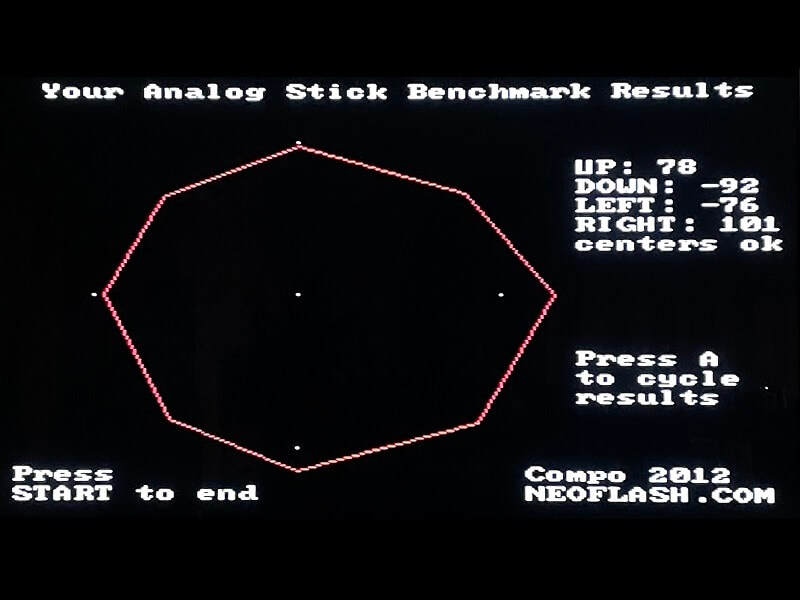 Your Analog Stick Benchmark Results
UP: 78
DOWN: -92
LEFT: -76
RIGHT: 101
centers ok
Press A
to cycle
results
Press
START to end
Compo 2012
NEOFLASH.COM